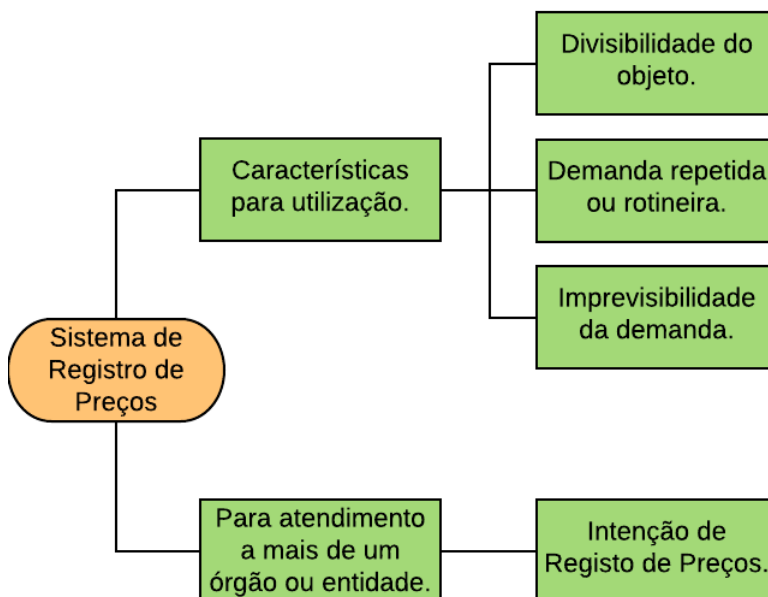 Divisibilidade do
objeto.
Características
para utilização.
Demanda repetida
ou rotineira.
Imprevisibilidade
da demanda.
Sistema de
Registro de
Preços
Para atendimento
a mais de um
órgão ou entidade.
Intenção de
Registo de Preços.